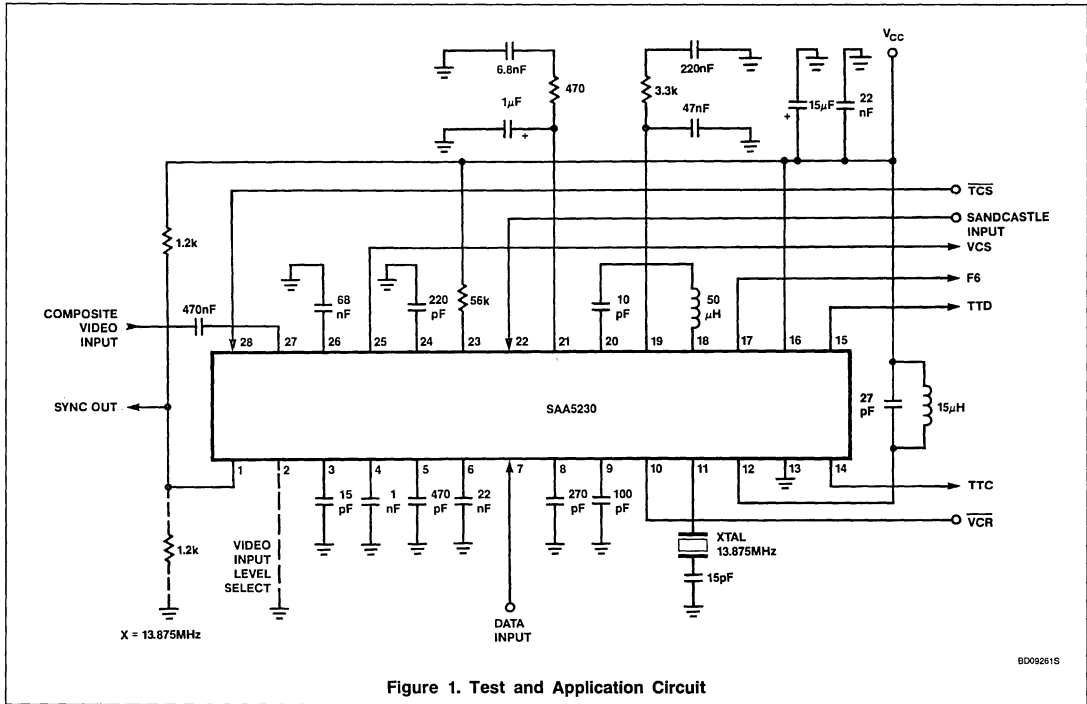 VCC
6.8nF
220nF
470
3.3k
15μF
+
22
nF
1μF
+
47nF
TCS
SANDCASTLE
INPUT
VCS
1.2k
F6
68
nF
220
pF
56k
10
pF
50
μH
COMPOSITE
VIDEO
INPUT
470nF
TTD
28
27
26
25
24
23
22
21
20
19
18
17
16
15
SYNC OUT
SAA5230
27
pF
15μH
1
2
3
4
5
6
7
8
9
10
11
12
13
14
15
pF
1
nF
470
pF
22
nF
270
pF
100
pF
TTC
VCR
1.2k
VIDEO
INPUT
LEVEL
SELECT
XTAL
13.875MHz
15pF
X = 13.875MHz
DATA
INPUT
BD09261S
Figure 1. Test and Application Circuit